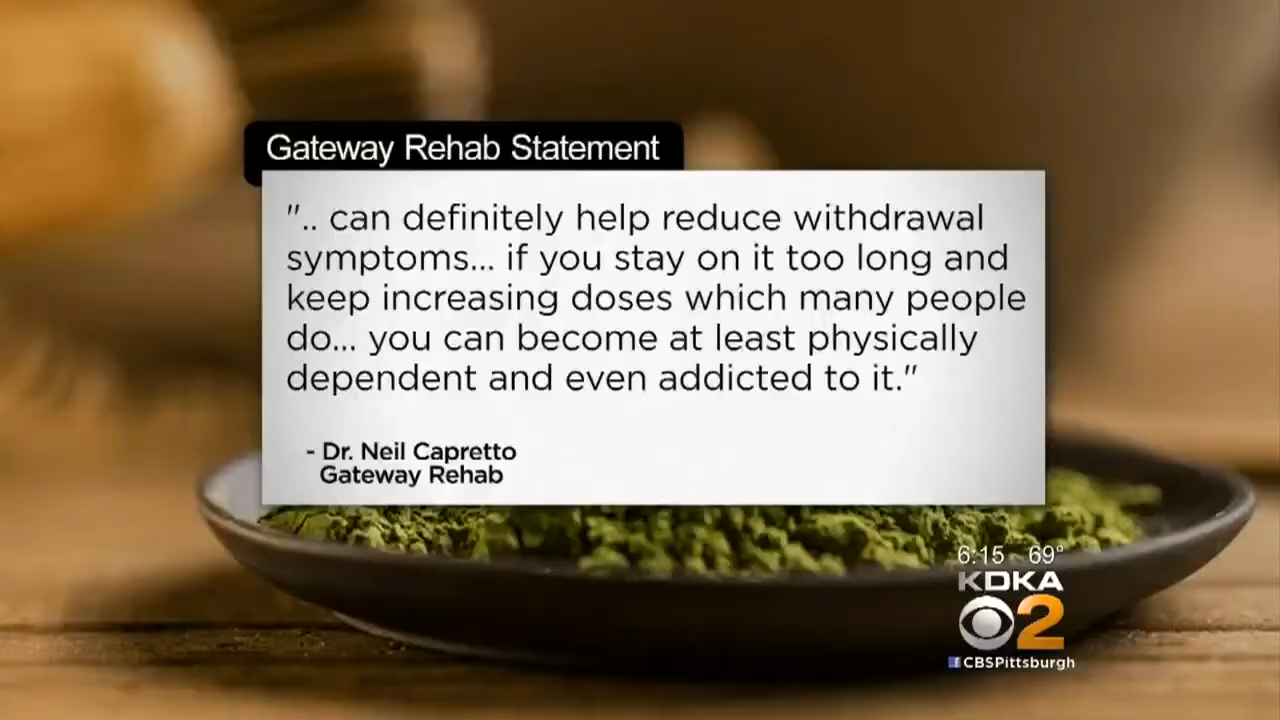 Gateway Rehab Statement
".. can definitely help reduce withdrawal
symptoms... if you stay on it too long and
keep increasing doses which many people
do... you can become at least physically
dependent and even addicted to it."
- Dr. Neil Capretto
Gateway Rehab
6:15 69°
KDKA
2
f CBSPittsburgh